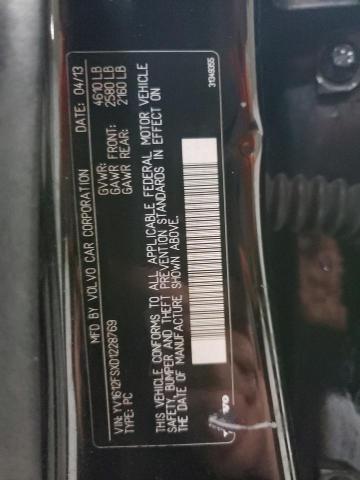 MFD BY VOLVO CAR CORPORATION DATE: 04/13
GVWR: 4610 LB
GAWR FRONT: 2580 LB
GAWR REAR: 2160 LB
VIN: YV1612FSXD1228769
TYPE: PC
THIS VEHICLE CONFORMS TO ALL APPLICABLE FEDERAL MOTOR VEHICLE
SAFETY, BUMPER AND THEFT PREVENTION STANDARDS IN EFFECT ON
THE DATE OF MANUFACTURE SHOWN ABOVE.
31349355